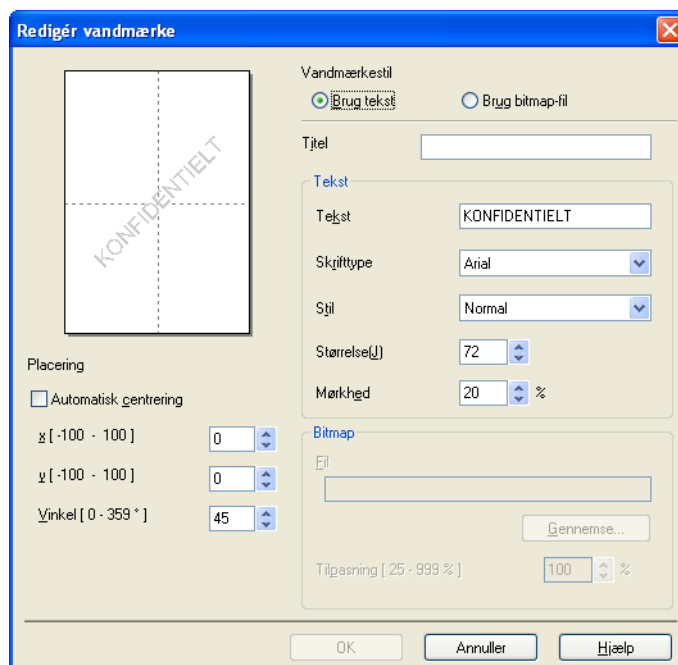 Redigér vandmærke
KONFIDENTIELT
Placering
Automatisk centrering
x [ -100 - 100 ] 0
y [ -100 - 100 ] 0
Vinkel [ 0 - 359 ° ] 45
Vandmærkestil
Brug tekst Brug bitmap-fil
Titel
Tekst
Tekst KONFIDENTIELT
Skrifttype Arial
Stil Normal
Størrelse(J) 72
Mørkhed 20 %
Bitmap
Fil
Gennemse...
Tilpasning [ 25 - 999 % ] 100 %
OK Annuller Hjælp